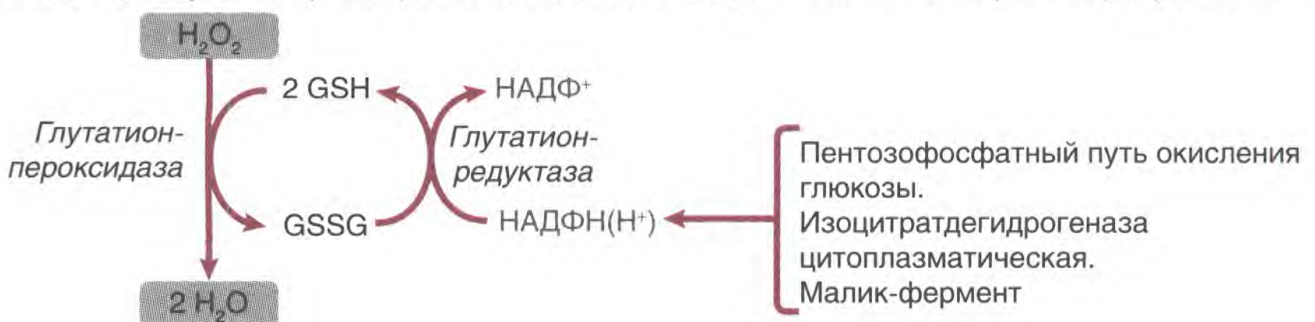 H₂O₂
2 GSH
НАДФ⁺
Глутатион-
пероксидаза
Глутатион-
редуктаза
GSSG
НАДФН(Н⁺)
2 H₂O
Пентозофосфатный путь окисления
глюкозы.
Изоцитратдегидрогеназа
цитоплазматическая.
Малик-фермент